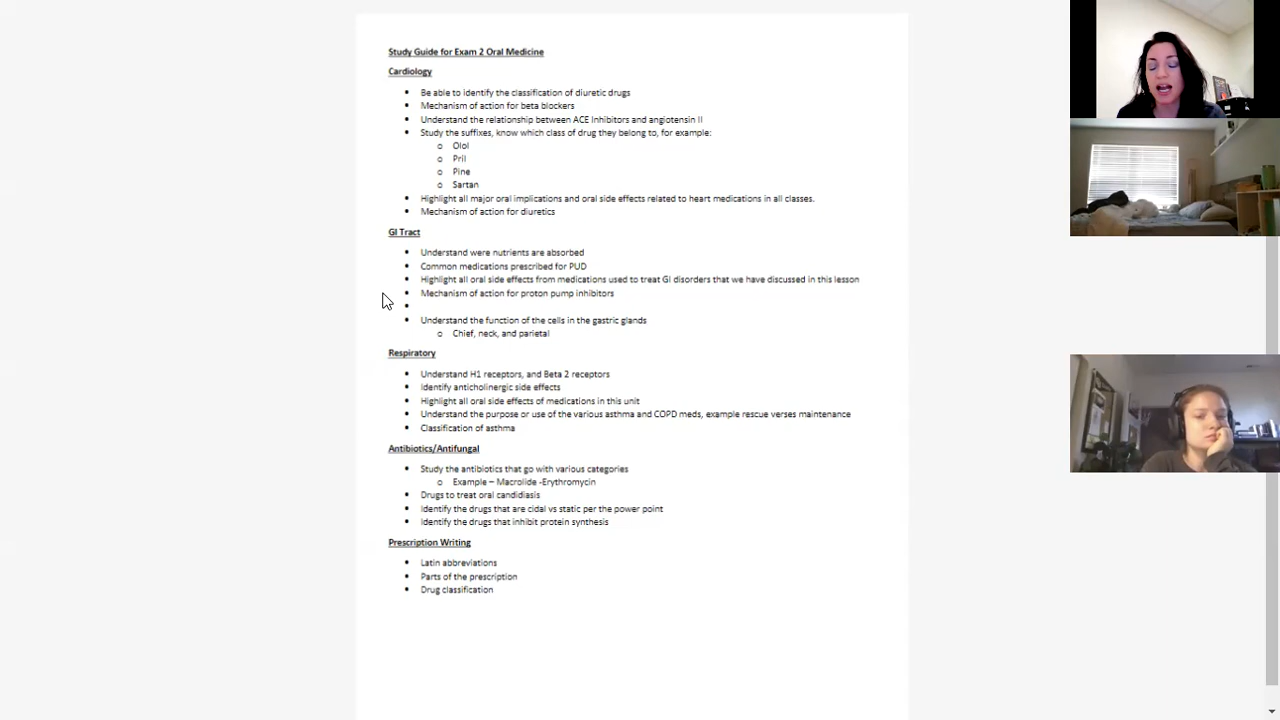 Study Guide for Exam 2 Oral Medicine
Cardiology
• Be able to identify the classification of diuretic drugs
• Mechanism of action for beta blockers
• Understand the relationship between ACE Inhibitors and angiotensin II
• Study the suffixes, know which class of drug they belong to, for example:
o Olol
o Pril
o Pine
o Sartan
• Highlight all major oral implications and oral side effects related to heart medications in all classes.
• Mechanism of action for diuretics
GI Tract
• Understand were nutrients are absorbed
• Common medications prescribed for PUD
• Highlight all oral side effects from medications used to treat GI disorders that we have discussed in this lesson
• Mechanism of action for proton pump inhibitors
•
• Understand the function of the cells in the gastric glands
o Chief, neck, and parietal
Respiratory
• Understand H1 receptors, and Beta 2 receptors
• Identify anticholinergic side effects
• Highlight all oral side effects of medications in this unit
• Understand the purpose or use of the various asthma and COPD meds, example rescue verses maintenance
• Classification of asthma
Antibiotics/Antifungal
• Study the antibiotics that go with various categories
o Example – Macrolide -Erythromycin
• Drugs to treat oral candidiasis
• Identify the drugs that are cidal vs static per the power point
• Identify the drugs that inhibit protein synthesis
Prescription Writing
• Latin abbreviations
• Parts of the prescription
• Drug classification